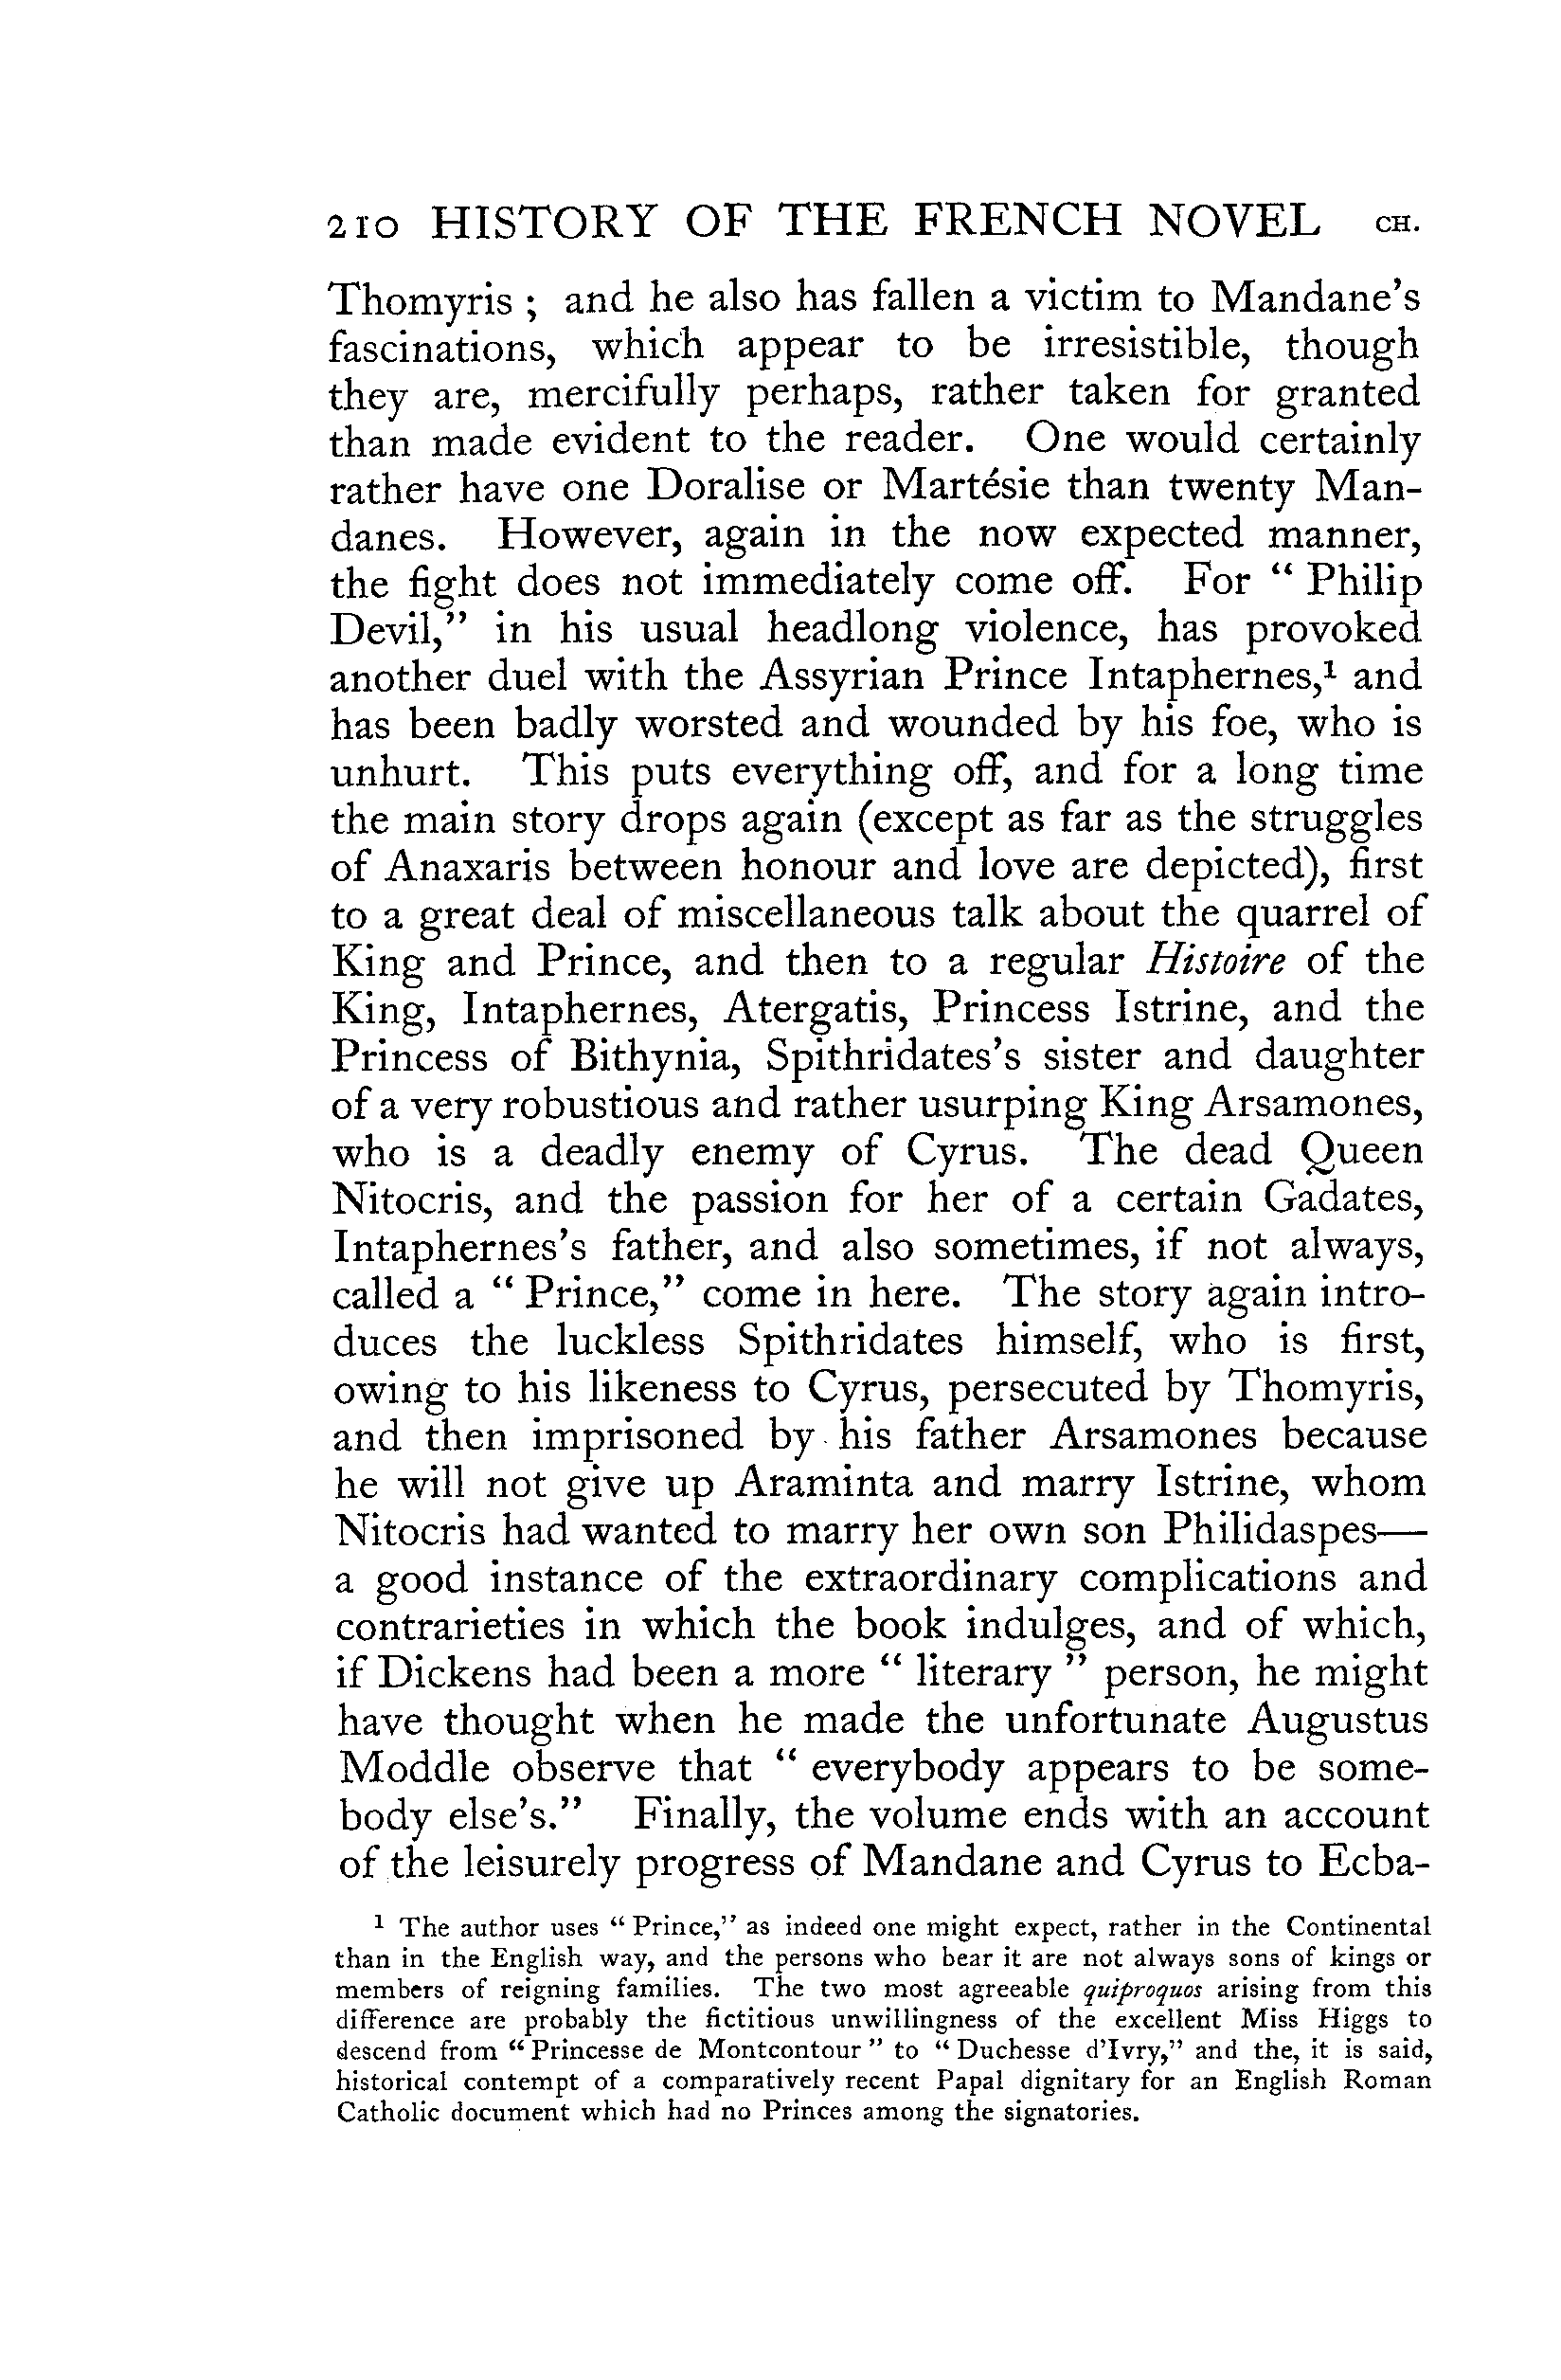 210 HISTORY OF THE FRENCH NOVEL CH.
Thomyris ; and he also has fallen a victim to Mandane's
fascinations, which appear to be irresistible, though
they are, mercifully perhaps, rather taken for granted
than made evident to the reader. One would certainly
rather have one Doralise or Martésie than twenty Man-
danes. However, again in the now expected manner,
the fight does not immediately come off. For “ Philip
Devil,” in his usual headlong violence, has provoked
another duel with the Assyrian Prince Intaphernes,¹ and
has been badly worsted and wounded by his foe, who is
unhurt. This puts everything off, and for a long time
the main story drops again (except as far as the struggles
of Anaxaris between honour and love are depicted), first
to a great deal of miscellaneous talk about the quarrel of
King and Prince, and then to a regular Histoire of the
King, Intaphernes, Atergatis, Princess Istrine, and the
Princess of Bithynia, Spithridates's sister and daughter
of a very robustious and rather usurping King Arsamones,
who is a deadly enemy of Cyrus. The dead Queen
Nitocris, and the passion for her of a certain Gadates,
Intaphernes's father, and also sometimes, if not always,
called a “ Prince,” come in here. The story again intro-
duces the luckless Spithridates himself, who is first,
owing to his likeness to Cyrus, persecuted by Thomyris,
and then imprisoned by his father Arsamones because
he will not give up Araminta and marry Istrine, whom
Nitocris had wanted to marry her own son Philidaspes—
a good instance of the extraordinary complications and
contrarieties in which the book indulges, and of which,
if Dickens had been a more “ literary ” person, he might
have thought when he made the unfortunate Augustus
Moddle observe that “ everybody appears to be some-
body else's.” Finally, the volume ends with an account
of the leisurely progress of Mandane and Cyrus to Ecba-
¹ The author uses “ Prince,” as indeed one might expect, rather in the Continental
than in the English way, and the persons who bear it are not always sons of kings or
members of reigning families. The two most agreeable quiproquos arising from this
difference are probably the fictitious unwillingness of the excellent Miss Higgs to
descend from “ Princesse de Montcontour ” to “ Duchesse d'Ivry,” and the, it is said,
historical contempt of a comparatively recent Papal dignitary for an English Roman
Catholic document which had no Princes among the signatories.